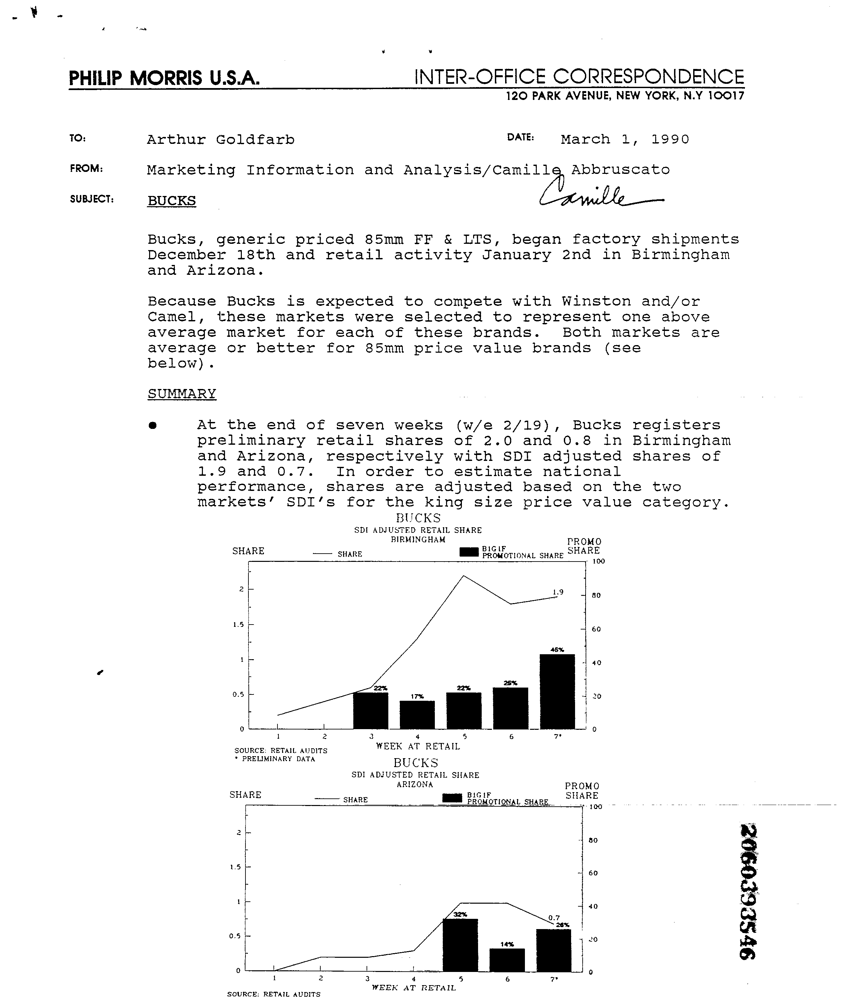 PHILIP MORRIS U.S.A. INTER-OFFICE CORRESPONDENCE
120 PARK AVENUE, NEW YORK, N.Y 10017
TO: Arthur Goldfarb DATE: March 1, 1990
FROM: Marketing Information and Analysis/Camille Abbruscato
Camille
SUBJECT: BUCKS
Bucks, generic priced 85mm FF & LTS, began factory shipments
December 18th and retail activity January 2nd in Birmingham
and Arizona.
Because Bucks is expected to compete with Winston and/or
Camel, these markets were selected to represent one above
average market for each of these brands. Both markets are
average or better for 85mm price value brands (see
below).
SUMMARY
● At the end of seven weeks (w/e 2/19), Bucks registers
preliminary retail shares of 2.0 and 0.8 in Birmingham
and Arizona, respectively with SDI adjusted shares of
1.9 and 0.7. In order to estimate national
performance, shares are adjusted based on the two
markets' SDI's for the king size price value category.
BUCKS
SDI ADJUSTED RETAIL SHARE
BIRMINGHAM
SHARE SHARE B1G1F PROMOTIONAL SHARE PROMO SHARE
100
2 1.9 80
1.5 60
1 45% 40
0.5 22% 17% 22% 25% 20
0 0
1 2 3 4 5 6 7*
WEEK AT RETAIL
SOURCE: RETAIL AUDITS
* PRELIMINARY DATA
BUCKS
SDI ADJUSTED RETAIL SHARE
ARIZONA
SHARE SHARE B1G1F PROMOTIONAL SHARE PROMO SHARE
100
2 80
1.5 60
1 40
0.5 32% 14% 0.7 26% 20
0 0
1 2 3 4 5 6 7*
WEEK AT RETAIL
SOURCE: RETAIL AUDITS
2060393546